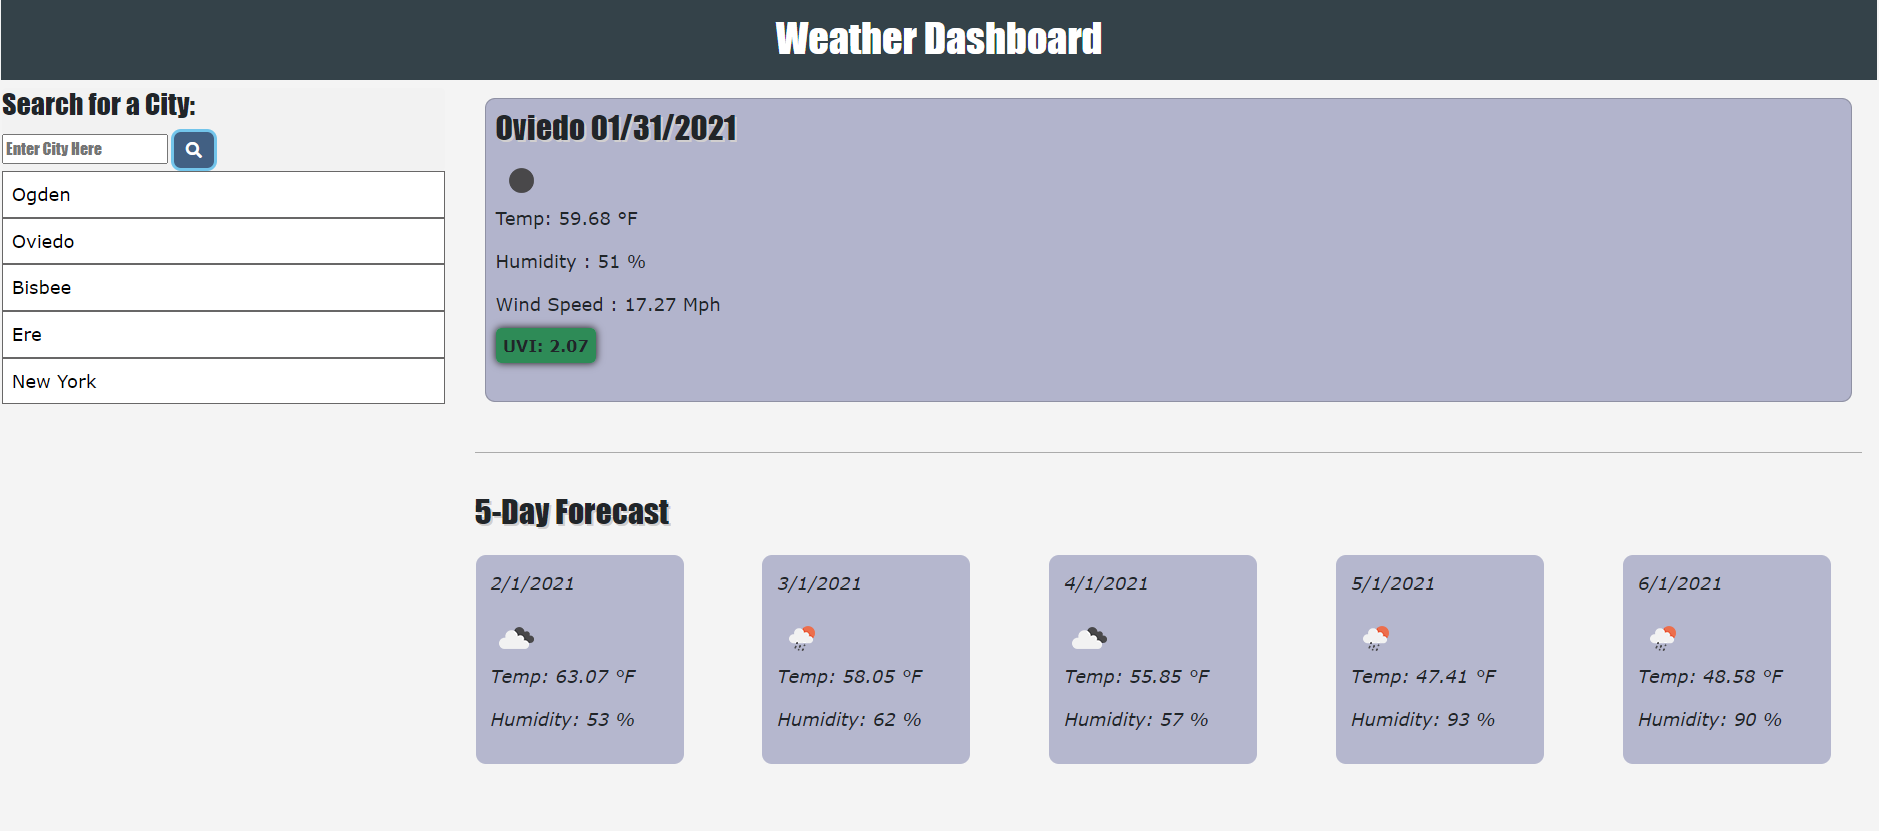 Weather Dashboard
Search for a City:
Enter City Here
Ogden
Oviedo
Bisbee
Ere
New York
Oviedo 01/31/2021
Temp: 59.68 °F
Humidity : 51 %
Wind Speed : 17.27 Mph
UVI: 2.07
5-Day Forecast
2/1/2021
Temp: 63.07 °F
Humidity: 53 %
3/1/2021
Temp: 58.05 °F
Humidity: 62 %
4/1/2021
Temp: 55.85 °F
Humidity: 57 %
5/1/2021
Temp: 47.41 °F
Humidity: 93 %
6/1/2021
Temp: 48.58 °F
Humidity: 90 %